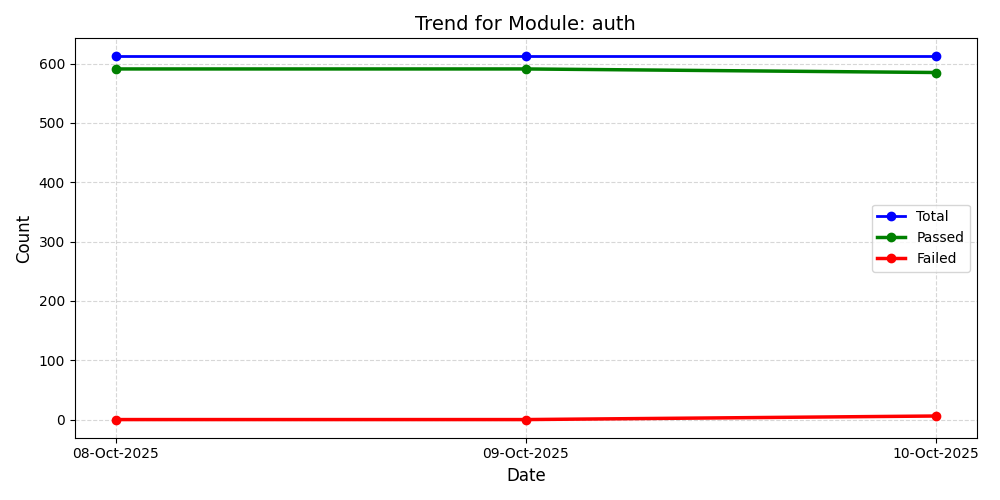 Trend for Module: auth
600
500
400
300
200
100
0
Count
Total
Passed
Failed
08-Oct-2025 09-Oct-2025 10-Oct-2025
Date